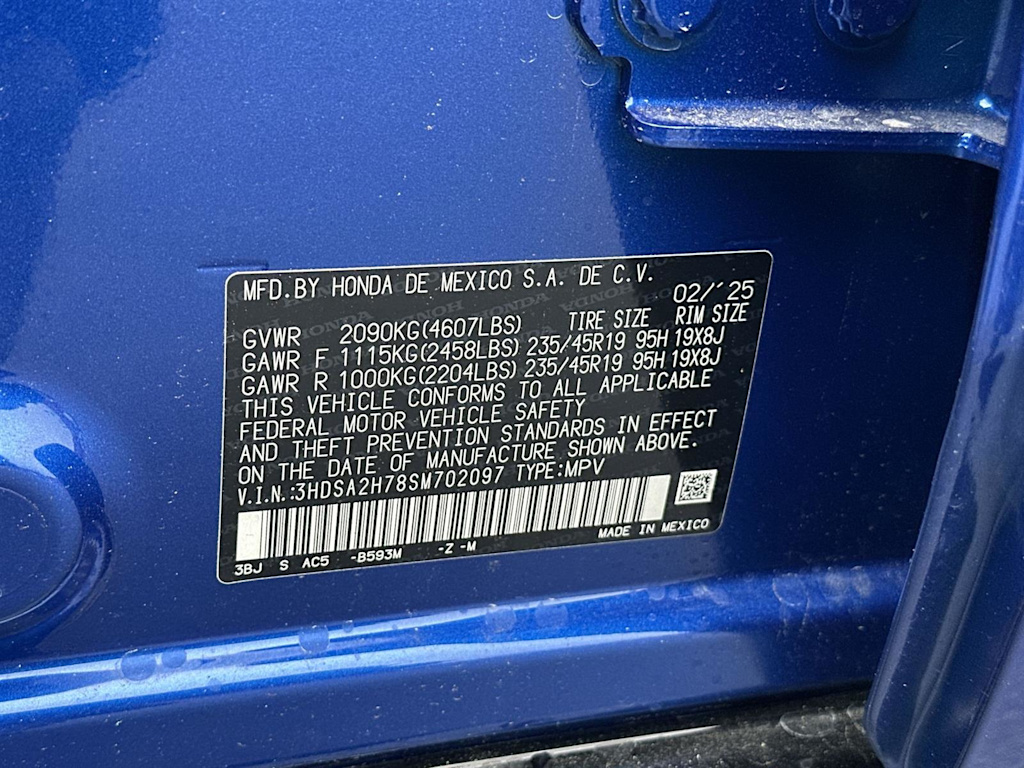 MFD.BY HONDA DE MEXICO S.A. DE C.V.
02/'25
GVWR 2090KG(4607LBS) TIRE SIZE RIM SIZE
GAWR F 1115KG(2458LBS) 235/45R19 95H 19X8J
GAWR R 1000KG(2204LBS) 235/45R19 95H 19X8J
THIS VEHICLE CONFORMS TO ALL APPLICABLE
FEDERAL MOTOR VEHICLE SAFETY
AND THEFT PREVENTION STANDARDS IN EFFECT
ON THE DATE OF MANUFACTURE SHOWN ABOVE.
V.I.N.:3HDSA2H78SM702097 TYPE:MPV
MADE IN MEXICO
3BJ S AC5 -B593M -Z -M